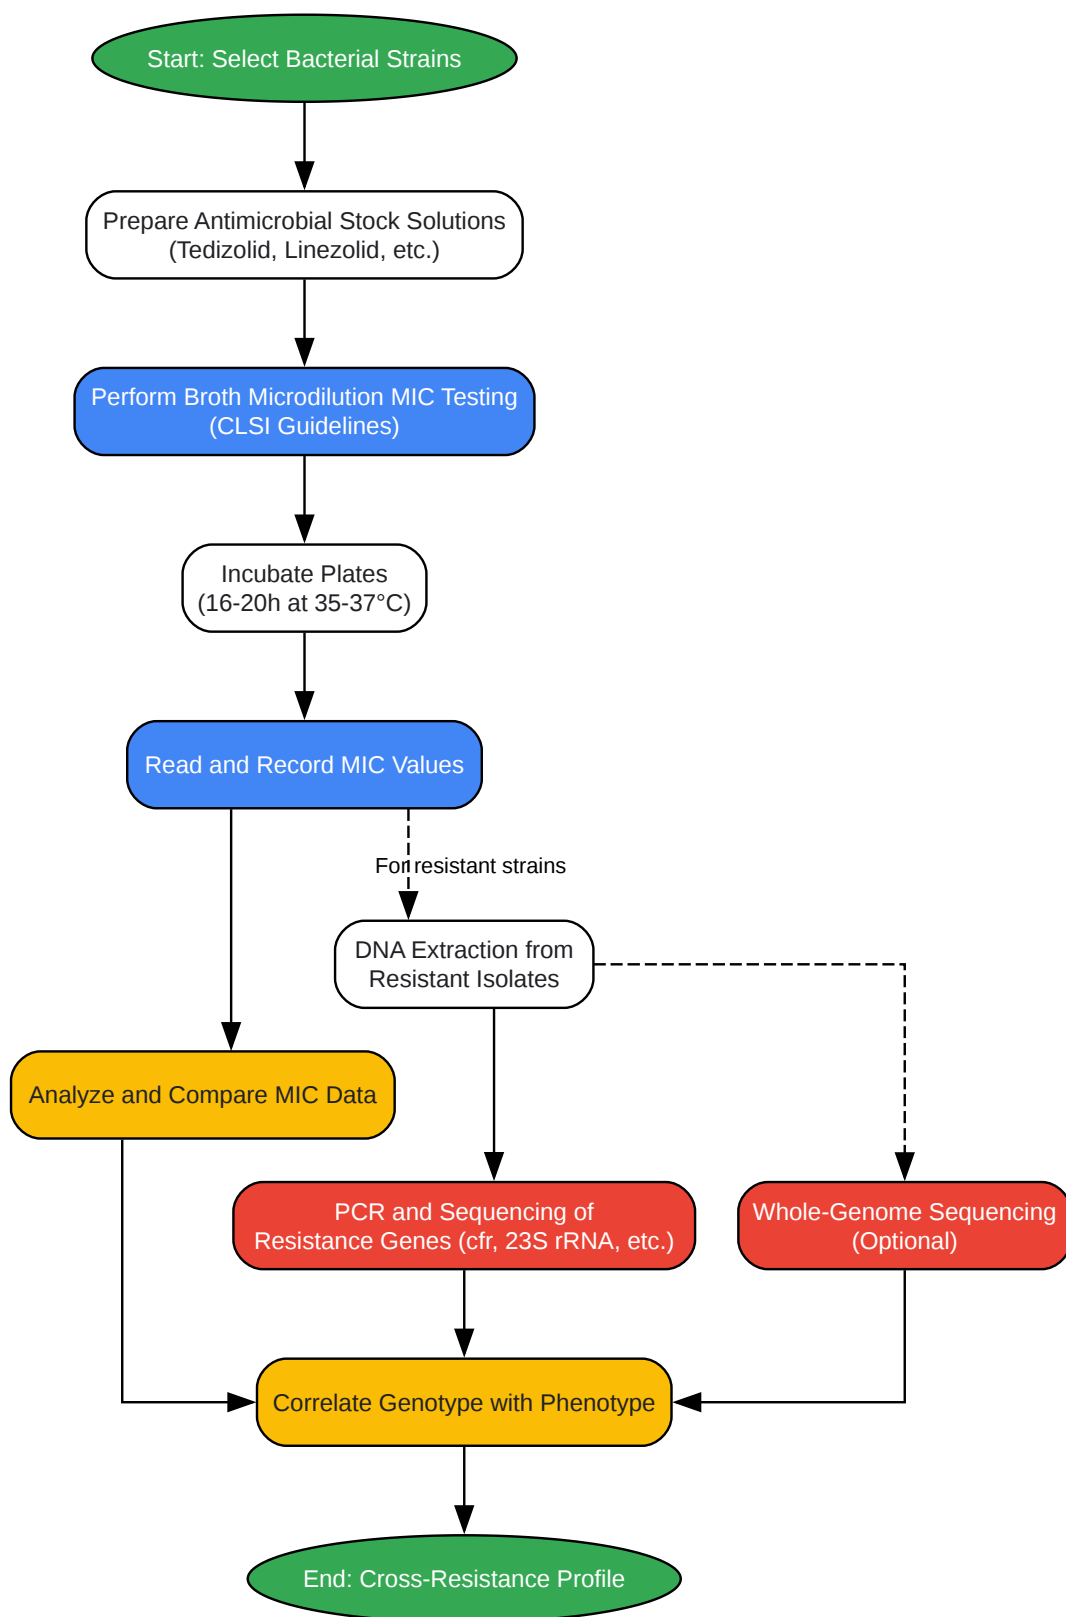 Start: Select Bacterial Strains
Prepare Antimicrobial Stock Solutions
(Tedizolid, Linezolid, etc.)
Perform Broth Microdilution MIC Testing
(CLSI Guidelines)
Incubate Plates
(16-20h at 35-37°C)
Read and Record MIC Values
For resistant strains
DNA Extraction from
Resistant Isolates
Analyze and Compare MIC Data
PCR and Sequencing of
Resistance Genes (cfr, 23S rRNA, etc.)
Whole-Genome Sequencing
(Optional)
Correlate Genotype with Phenotype
End: Cross-Resistance Profile